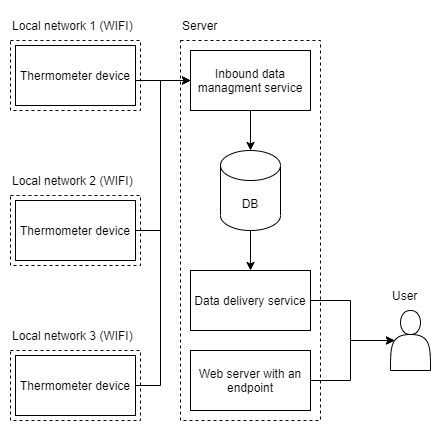 Local network 1 (WIFI)
Thermometer device
Server
Inbound data
managment service
Local network 2 (WIFI)
Thermometer device
DB
Data delivery service
User
Local network 3 (WIFI)
Thermometer device
Web server with an
endpoint